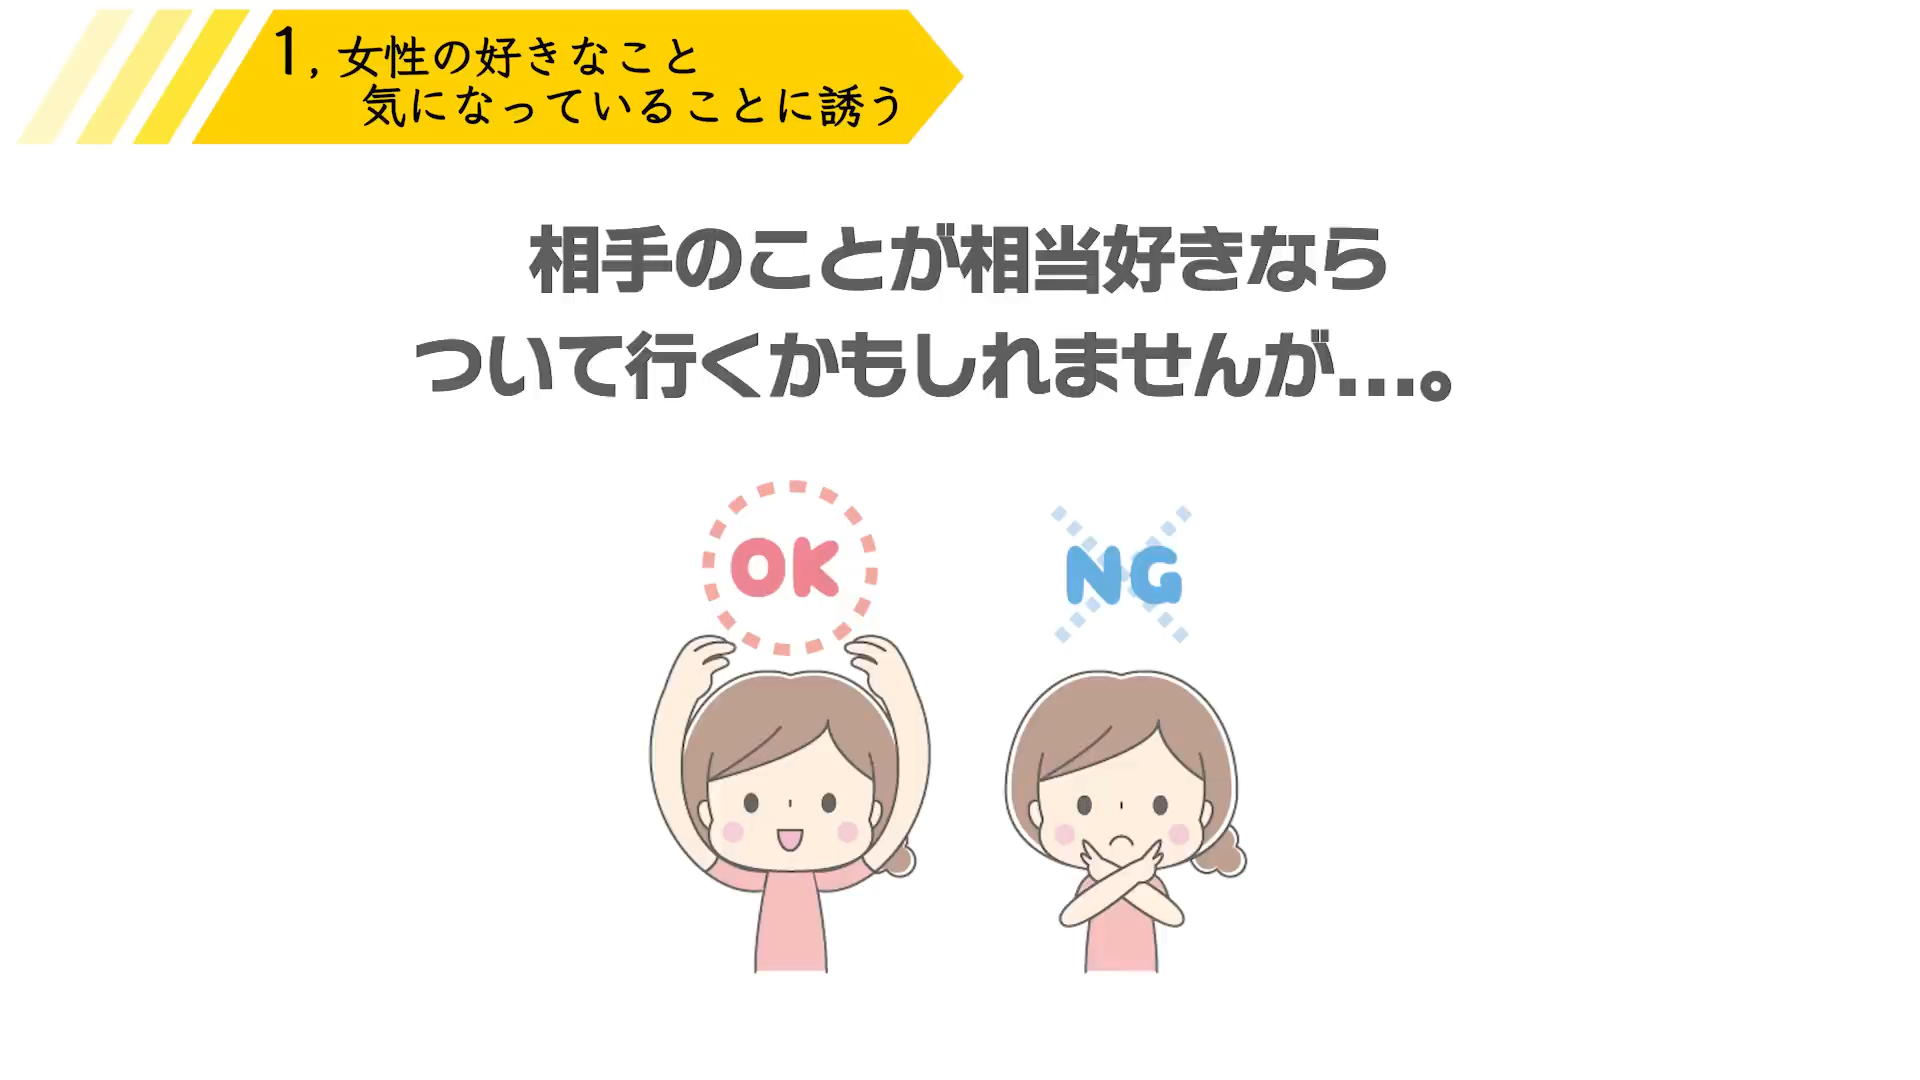 1, 女性の好きなこと
気になっていることに誘う
相手のことが相当好きなら
ついて行くかもしれませんが…。
OK
NG